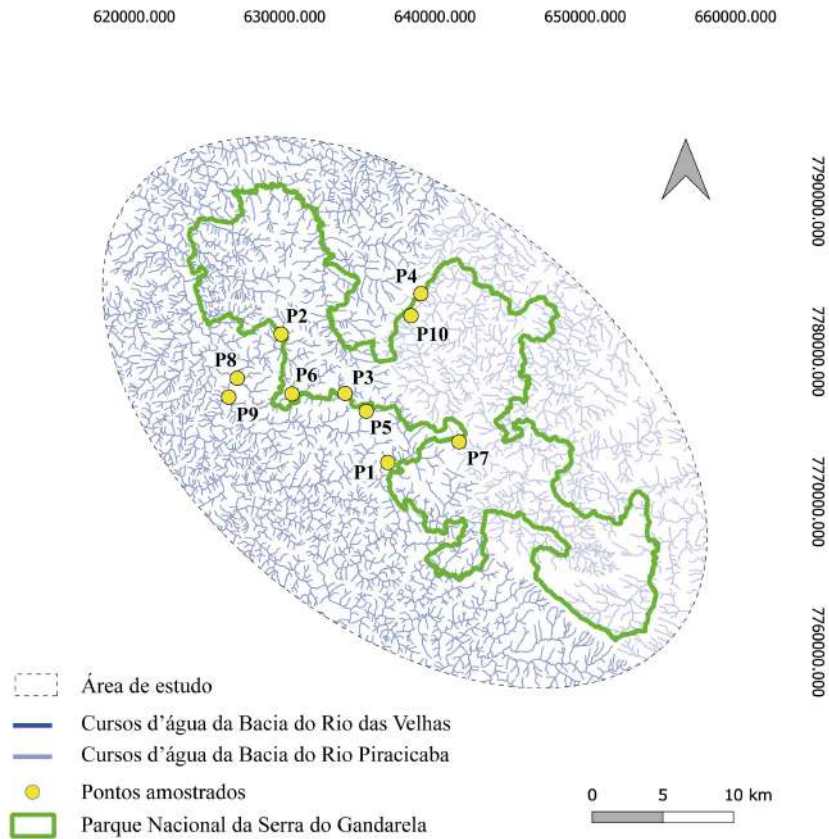 620000.000 630000.000 640000.000 650000.000 660000.000
7790000.000
P4
P10
P2
7780000.000
P8
P6
P3
P9
P5
P1
P7
7770000.000
7760000.000
Área de estudo
Cursos d'água da Bacia do Rio das Velhas
Cursos d'água da Bacia do Rio Piracicaba
Pontos amostrados
0 5 10 km
Parque Nacional da Serra do Gandarela